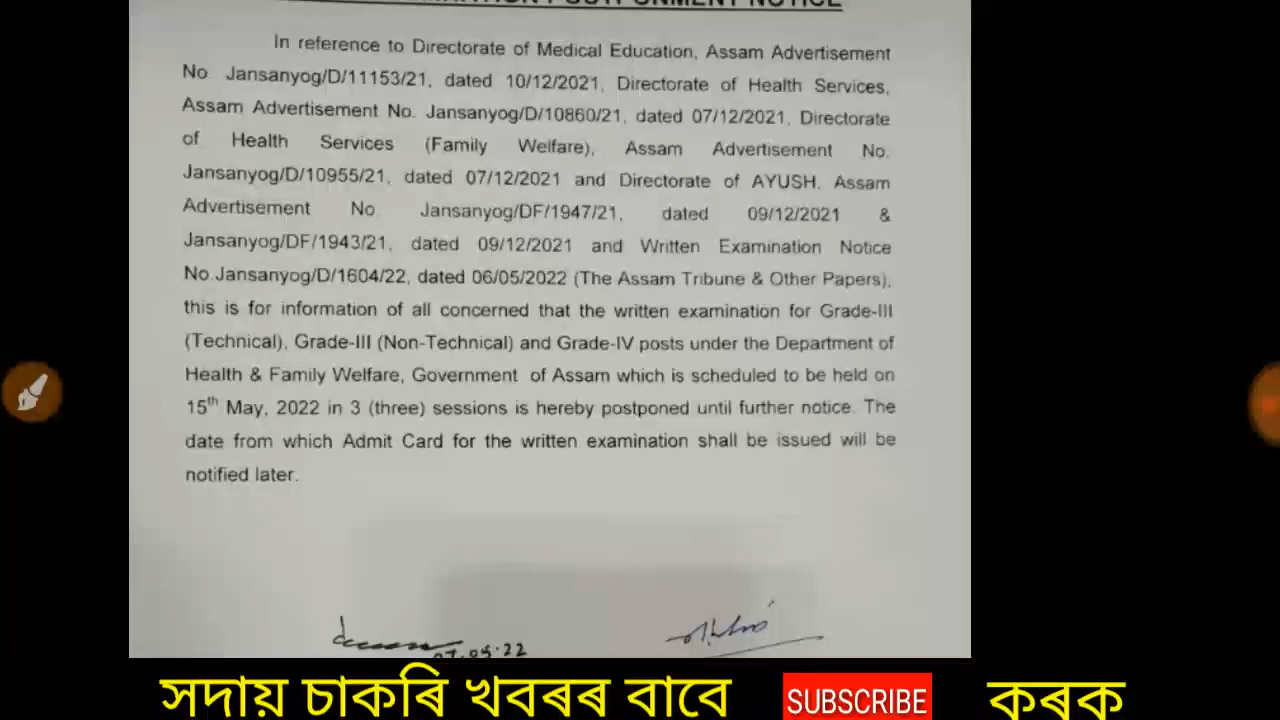 EXAMINATION POSTPONMENT NOTICE
In reference to Directorate of Medical Education, Assam Advertisement
No Jansanyog/D/11153/21, dated 10/12/2021, Directorate of Health Services,
Assam Advertisement No. Jansanyog/D/10860/21, dated 07/12/2021, Directorate
of Health Services (Family Welfare), Assam Advertisement No.
Jansanyog/D/10955/21, dated 07/12/2021 and Directorate of AYUSH, Assam
Advertisement No Jansanyog/DF/1947/21, dated 09/12/2021 &
Jansanyog/DF/1943/21, dated 09/12/2021 and Written Examination Notice
No.Jansanyog/D/1604/22, dated 06/05/2022 (The Assam Tribune & Other Papers),
this is for information of all concerned that the written examination for Grade-III
(Technical), Grade-III (Non-Technical) and Grade-IV posts under the Department of
Health & Family Welfare, Government of Assam which is scheduled to be held on
15th May, 2022 in 3 (three) sessions is hereby postponed until further notice. The
date from which Admit Card for the written examination shall be issued will be
notified later.
07.05.22
সদায় চাকৰি খবৰৰ বাবে SUBSCRIBE কৰক